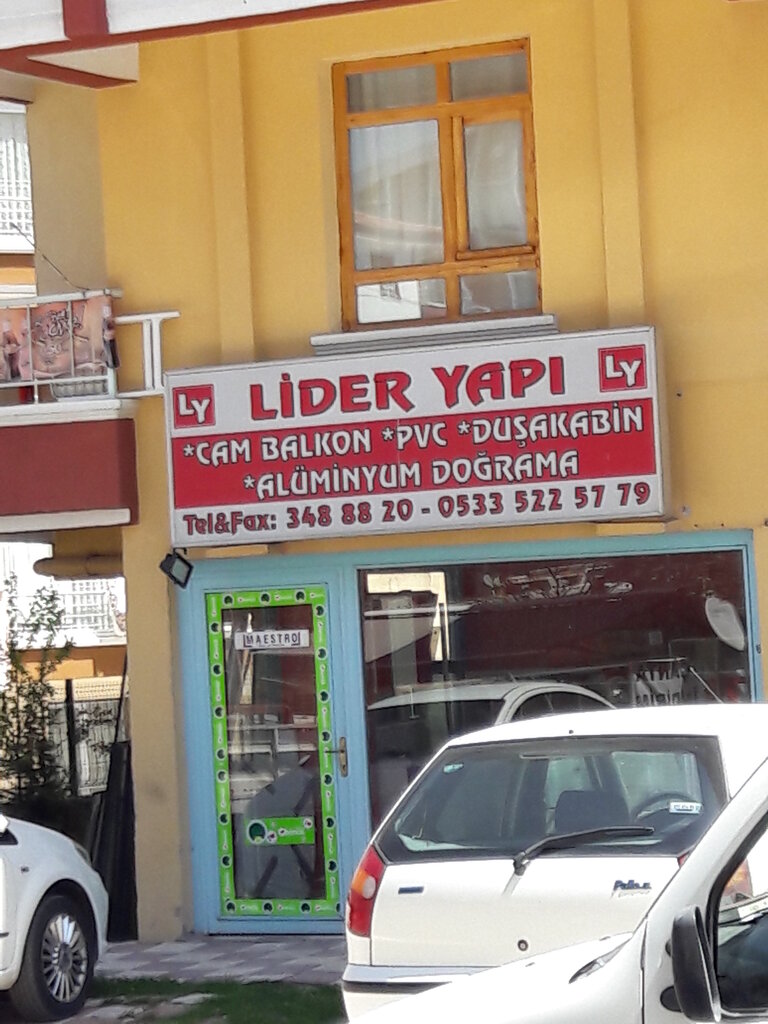 LY LİDER YAPI LY
*CAM BALKON *PVC *DUŞAKABİN
*ALÜMİNYUM DOĞRAMA
Tel&Fax: 348 88 20 - 0533 522 57 79
MAESTRO
Palio